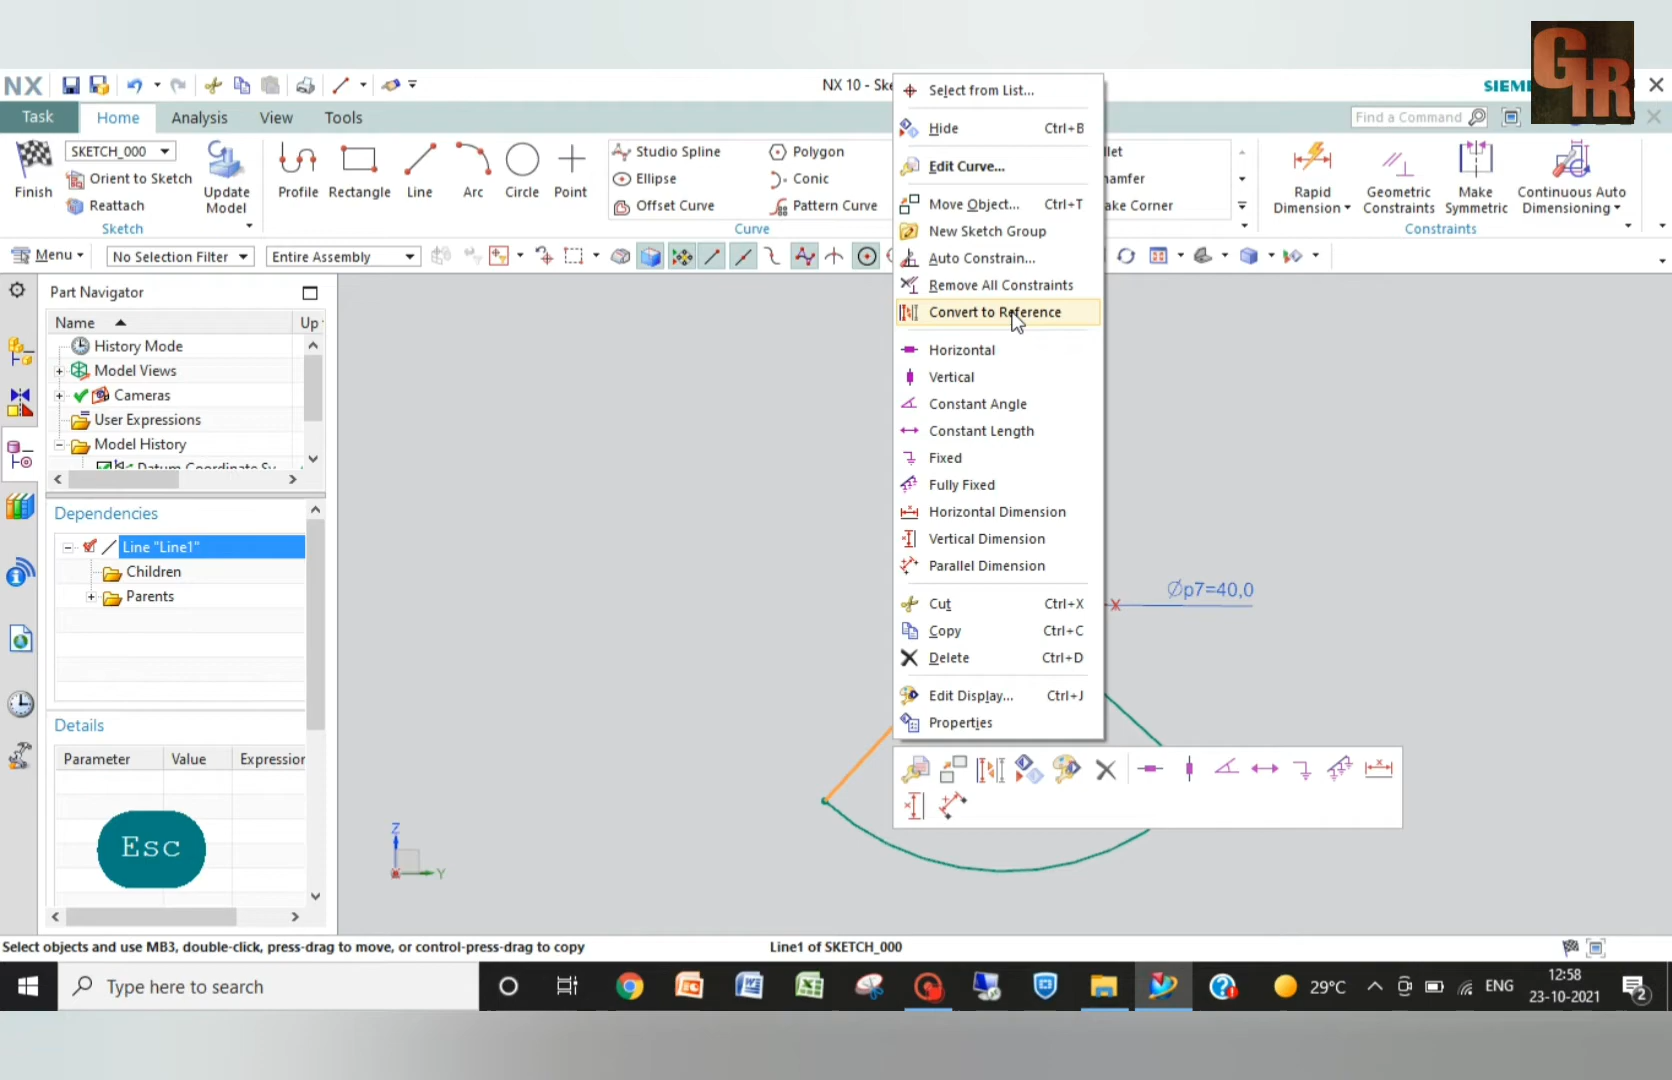 GHR
NX
NX 10 - Ske
SIEM
Task
Home
Analysis
View
Tools
Find a Command
SKETCH_000
Finish
Orient to Sketch
Reattach
Update
Model
Profile
Rectangle
Line
Arc
Circle
Point
Studio Spline
Ellipse
Offset Curve
Polygon
Conic
Pattern Curve
llet
hamfer
ake Corner
Rapid
Dimension
Geometric
Constraints
Make
Symmetric
Continuous Auto
Dimensioning
Sketch
Curve
Constraints
Menu
No Selection Filter
Entire Assembly
Part Navigator
Name
Up
History Mode
Model Views
Cameras
User Expressions
Model History
Datum Coordinate Sy
Dependencies
Line "Line1"
Children
Parents
Details
Parameter
Value
Expression
Esc
Select from List...
Hide Ctrl+B
Edit Curve...
Move Object... Ctrl+T
New Sketch Group
Auto Constrain...
Remove All Constraints
Convert to Reference
Horizontal
Vertical
Constant Angle
Constant Length
Fixed
Fully Fixed
Horizontal Dimension
Vertical Dimension
Parallel Dimension
Cut Ctrl+X
Copy Ctrl+C
Delete Ctrl+D
Edit Display... Ctrl+J
Properties
∅p7=40,0
Z
Y
Select objects and use MB3, double-click, press-drag to move, or control-press-drag to copy
Line1 of SKETCH_000
Type here to search
29°C
ENG
12:58
23-10-2021
2